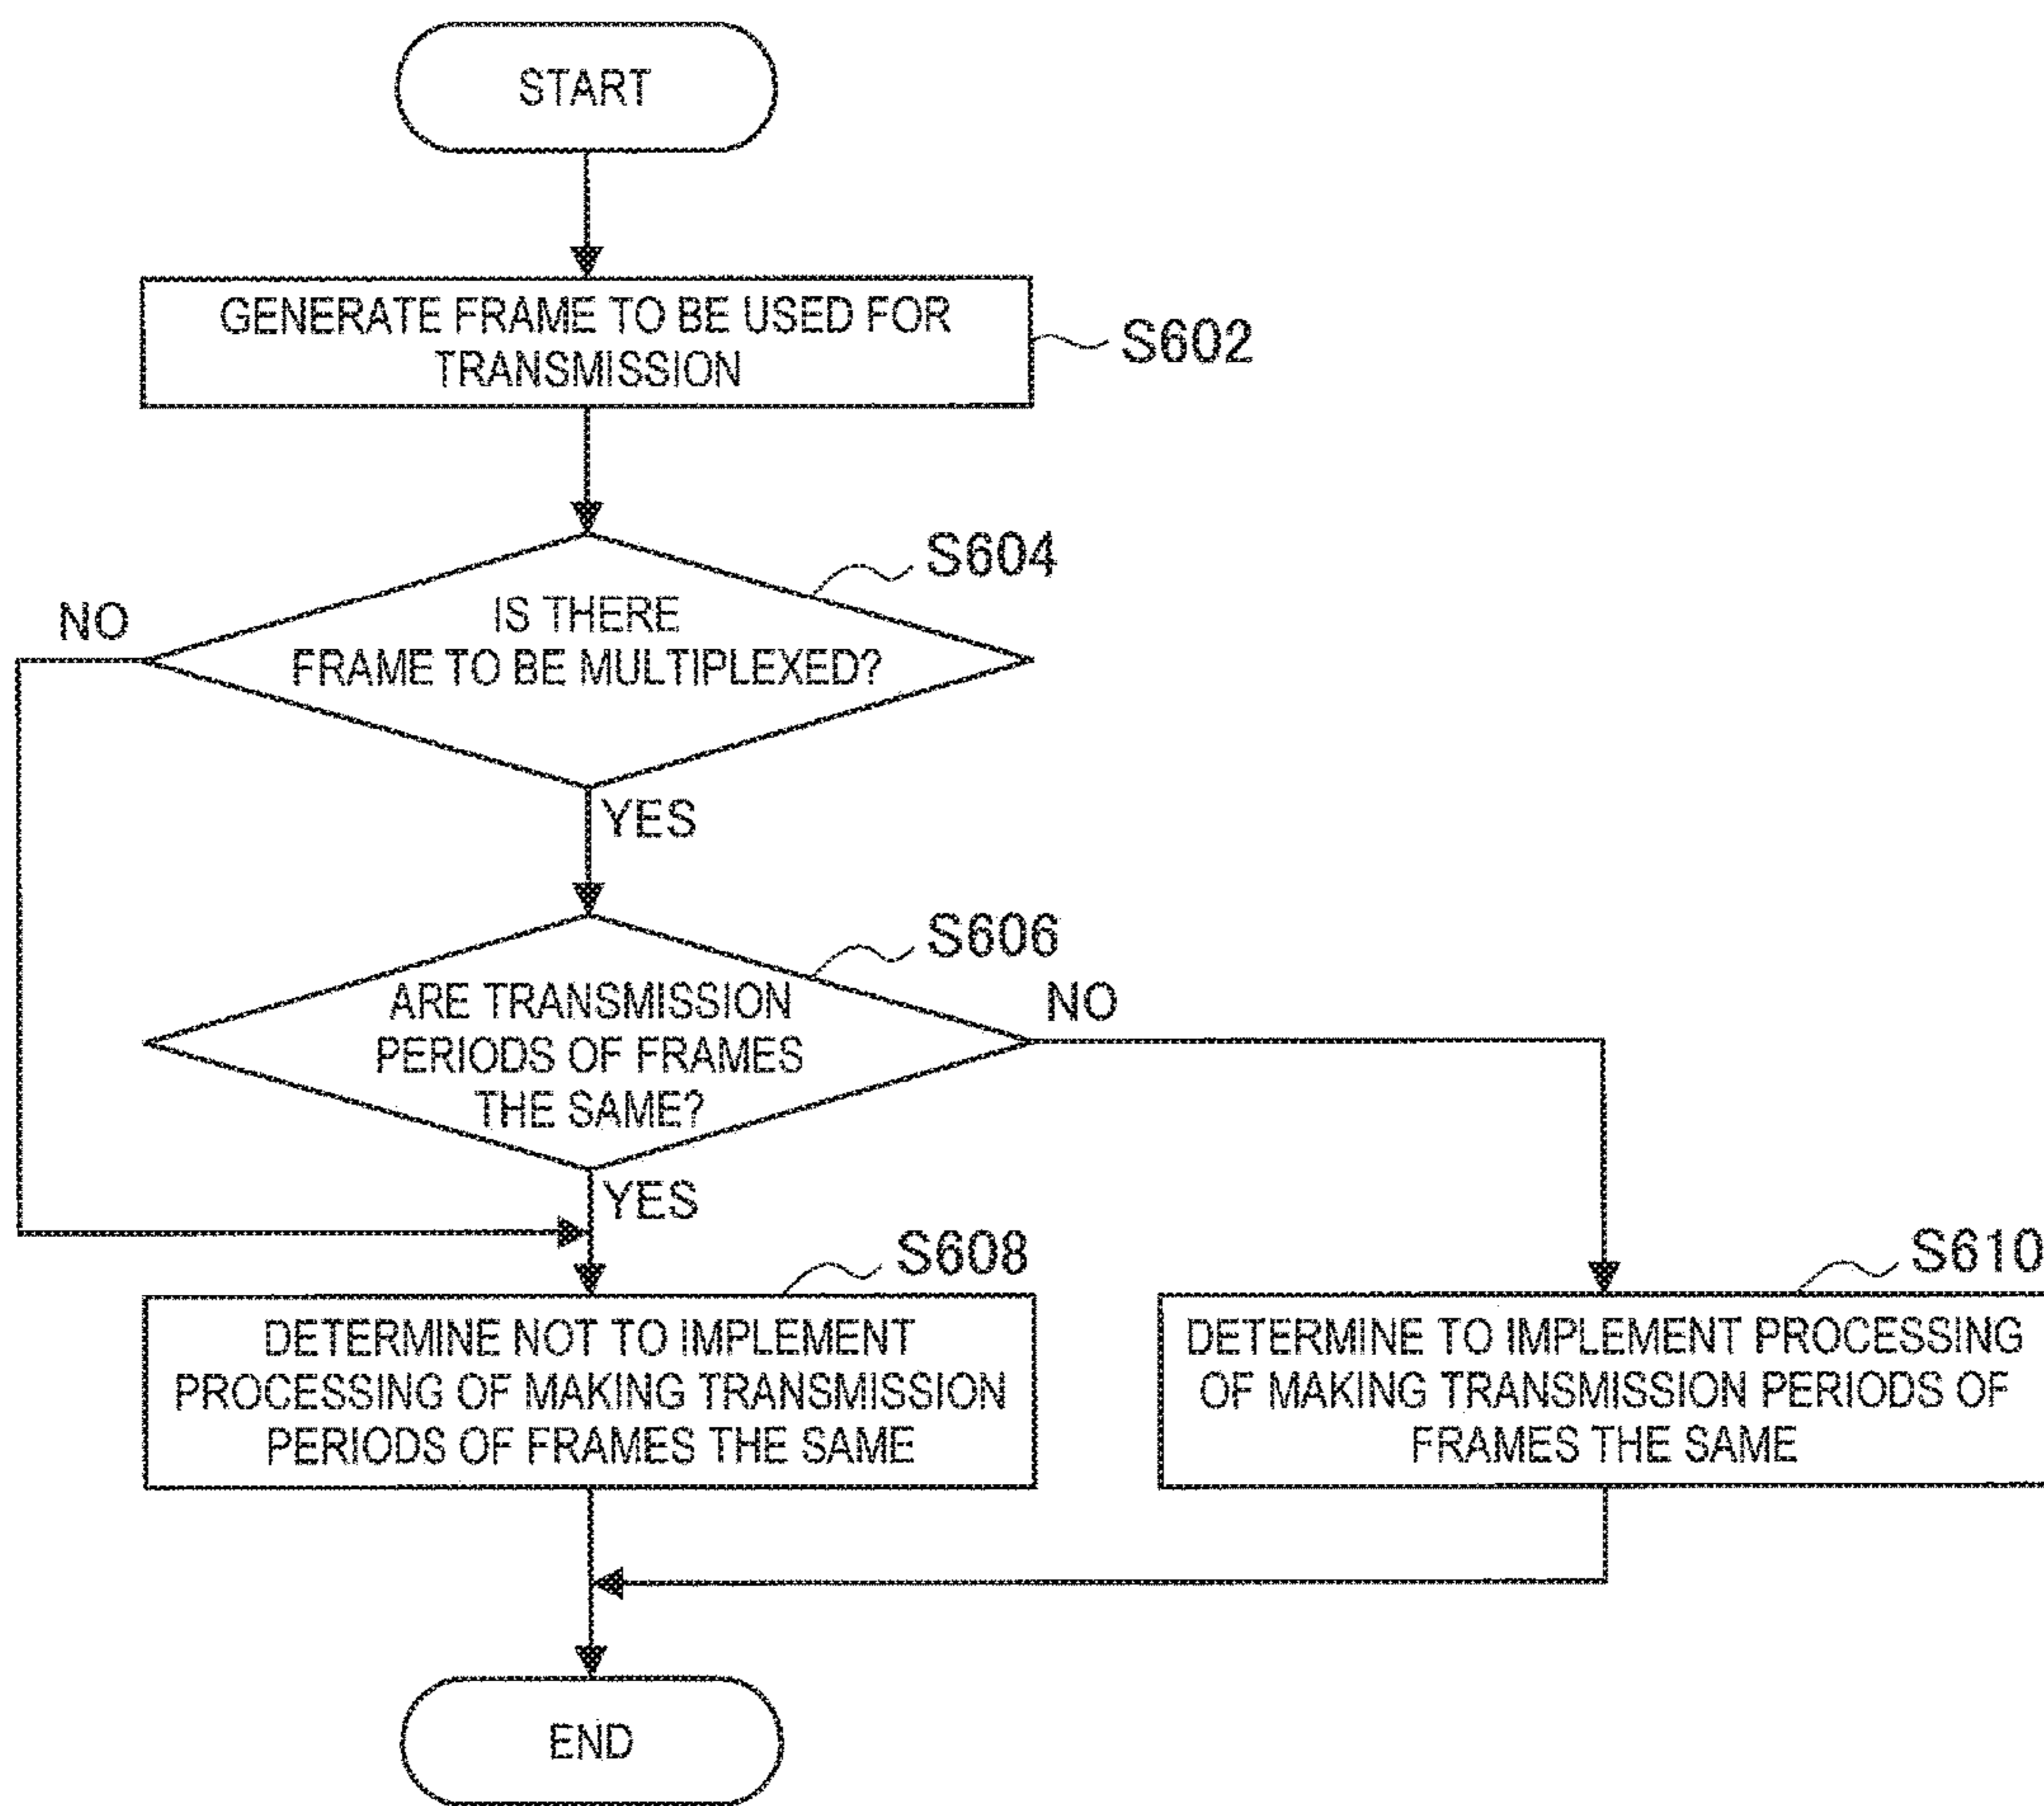 START
GENERATE FRAME TO BE USED FOR
TRANSMISSION
S602
S604
NO
IS THERE
FRAME TO BE MULTIPLEXED?
YES
S606
ARE TRANSMISSION
PERIODS OF FRAMES
THE SAME?
NO
YES
S608
DETERMINE NOT TO IMPLEMENT
PROCESSING OF MAKING TRANSMISSION
PERIODS OF FRAMES THE SAME
S610
DETERMINE TO IMPLEMENT PROCESSING
OF MAKING TRANSMISSION PERIODS OF
FRAMES THE SAME
END